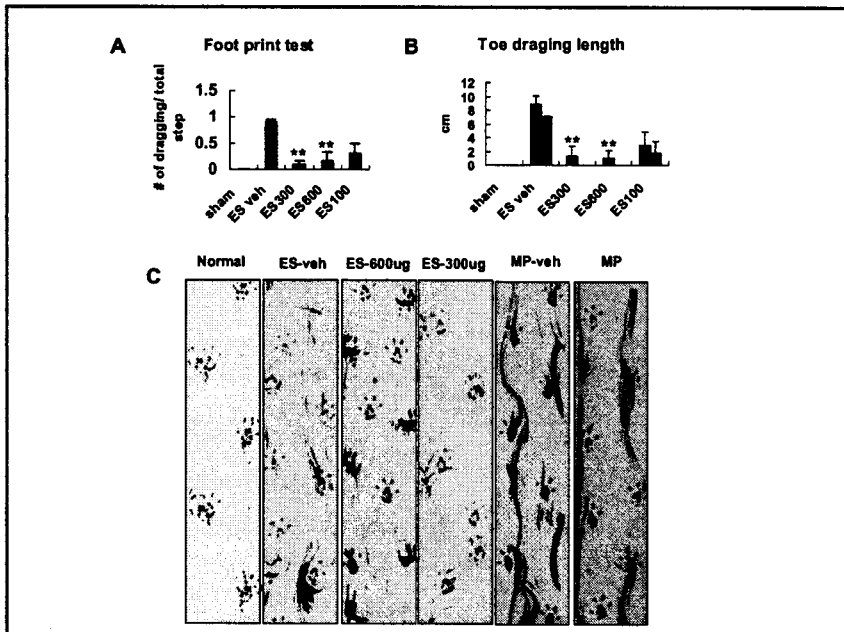 A Foot print test
# of dragging/ total step
1.5
1
0.5
0
sham
ES veh
**
ES300
**
ES600
ES100
B Toe draging length
cm
12
10
8
6
4
2
0
sham
ES veh
**
ES300
**
ES600
ES100
C
Normal ES-veh ES-600ug ES-300ug MP-veh MP